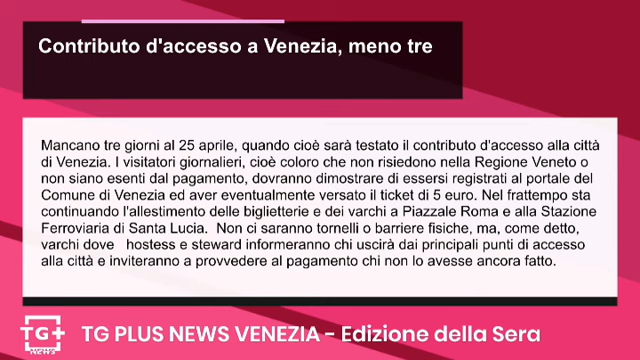 Contributo d'accesso a Venezia, meno tre
Mancano tre giorni al 25 aprile, quando cioè sarà testato il contributo d'accesso alla città
di Venezia. I visitatori giornalieri, cioè coloro che non risiedono nella Regione Veneto o
non siano esenti dal pagamento, dovranno dimostrare di essersi registrati al portale del
Comune di Venezia ed aver eventualmente versato il ticket di 5 euro. Nel frattempo sta
continuando l'allestimento delle biglietterie e dei varchi a Piazzale Roma e alla Stazione
Ferroviaria di Santa Lucia.  Non ci saranno tornelli o barriere fisiche, ma, come detto,
varchi dove   hostess e steward informeranno chi uscirà dai principali punti di accesso
alla città e inviteranno a provvedere al pagamento chi non lo avesse ancora fatto.
TG+
NEWS
TG PLUS NEWS VENEZIA - Edizione della Sera